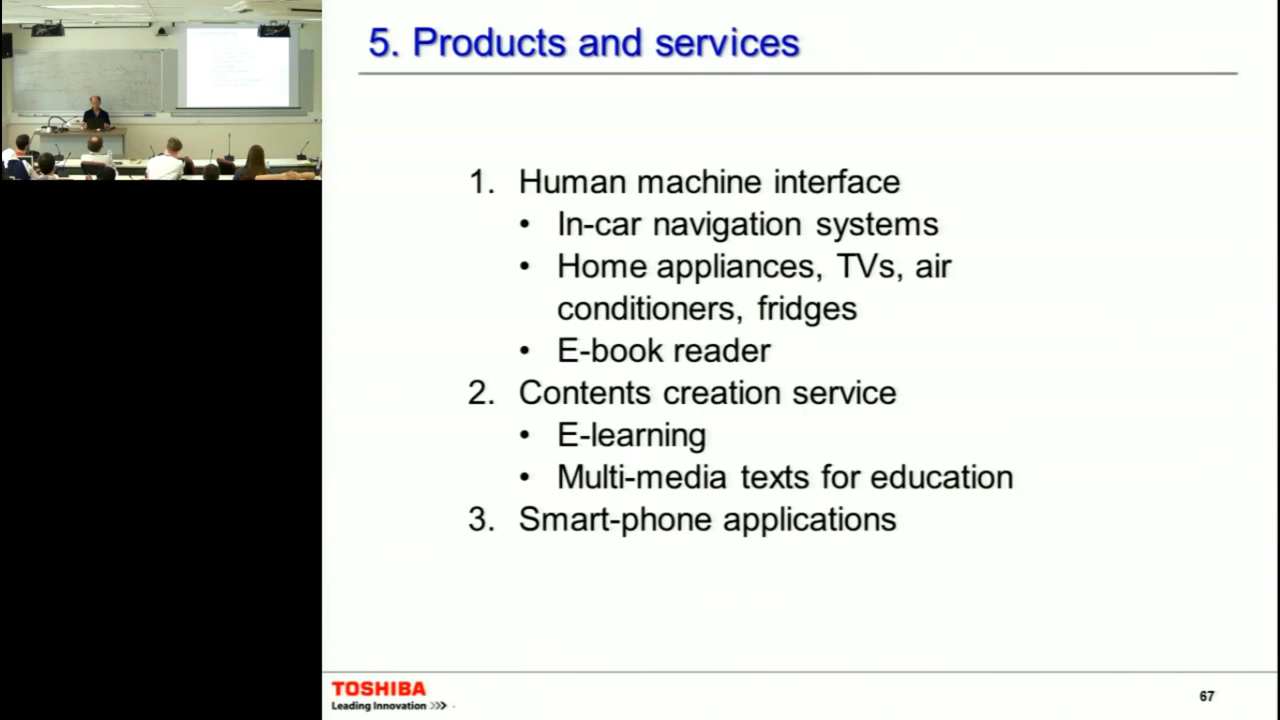 5. Products and services
1. Human machine interface
• In-car navigation systems
• Home appliances, TVs, air
conditioners, fridges
• E-book reader
2. Contents creation service
• E-learning
• Multi-media texts for education
3. Smart-phone applications
TOSHIBA
Leading Innovation >>>
67